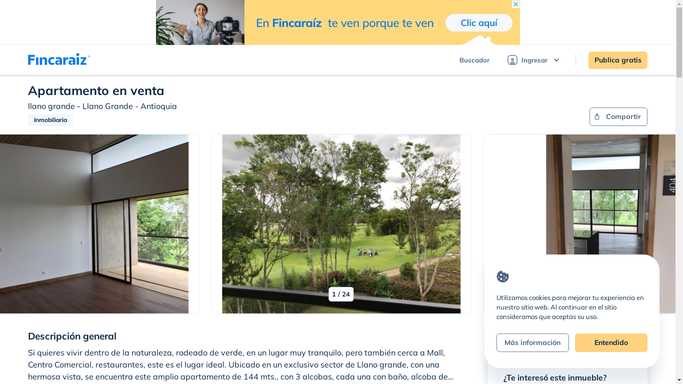 En Fincaraíz te ven porque te ven
Clic aquí
Fincaraiz
Buscador
Ingresar
Publica gratis
Apartamento en venta
llano grande - Llano Grande - Antioquia
Inmobiliaria
Compartir
1 / 24
Utilizamos cookies para mejorar tu experiencia en
nuestro sitio web. Al continuar en el sitio
consideramos que aceptas su uso.
Más información
Entendido
Descripción general
Si quieres vivir dentro de la naturaleza, radeado de verde, en un lugar muy tranquilo, pero también cerca a Mall,
Centro Comercial, restaurantes, este es el lugar ideal. Ubicado en un exclusivo sector de Llano grande, con una
hermosa vista, se encuentra este amplio apartamento de 144 mts., con 3 alcobas, cada una con baño, alcoba de...
¿Te interesó este inmueble?